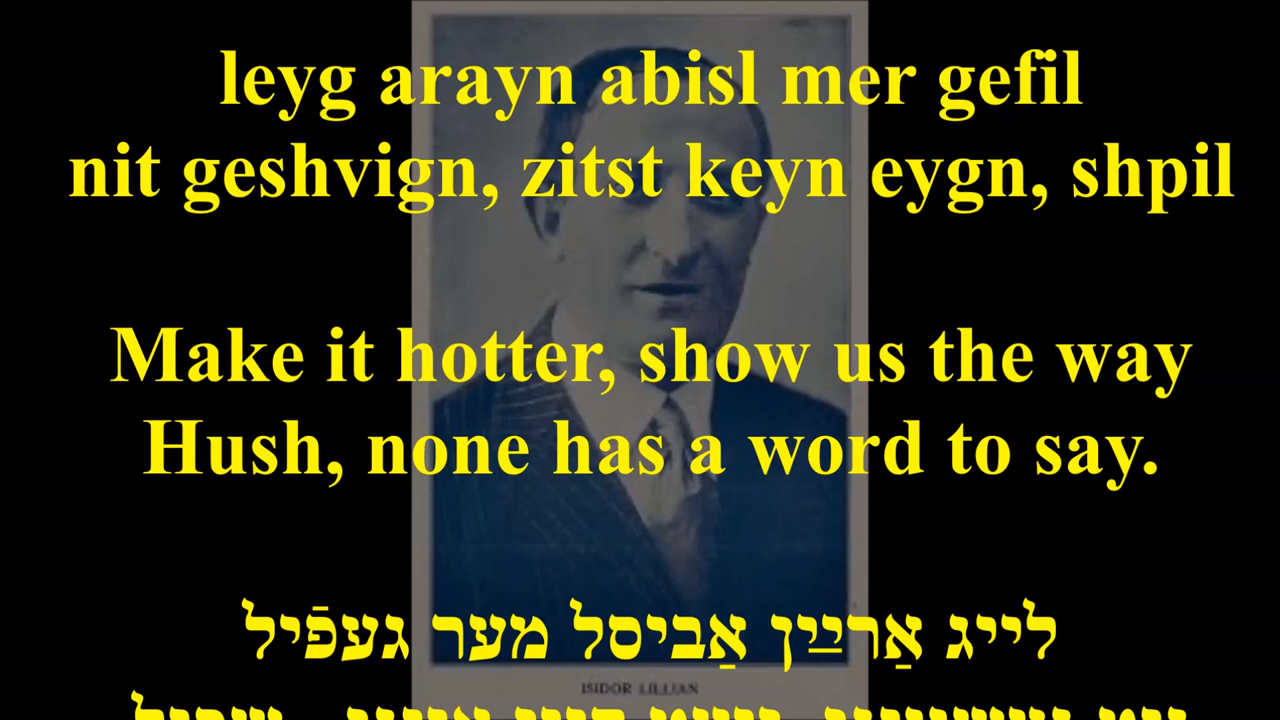 leyg arayn abisl mer gefil
nit geshvign, zitst keyn eygn, shpil
Make it hotter, show us the way
Hush, none has a word to say.
לייג אַרײַן אַביסל מער געפֿיל
ISIDOR LILLIAN